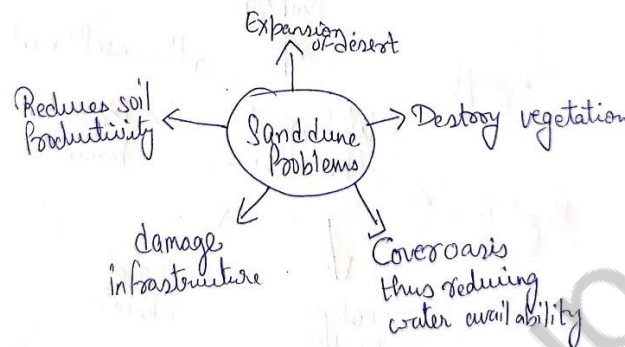 Expansion
of desert
Reduces soil
Productivity
Sanddune
Problems
Destroy vegetation
damage
infrastructure
Cover oasis
thus reducing
water availability